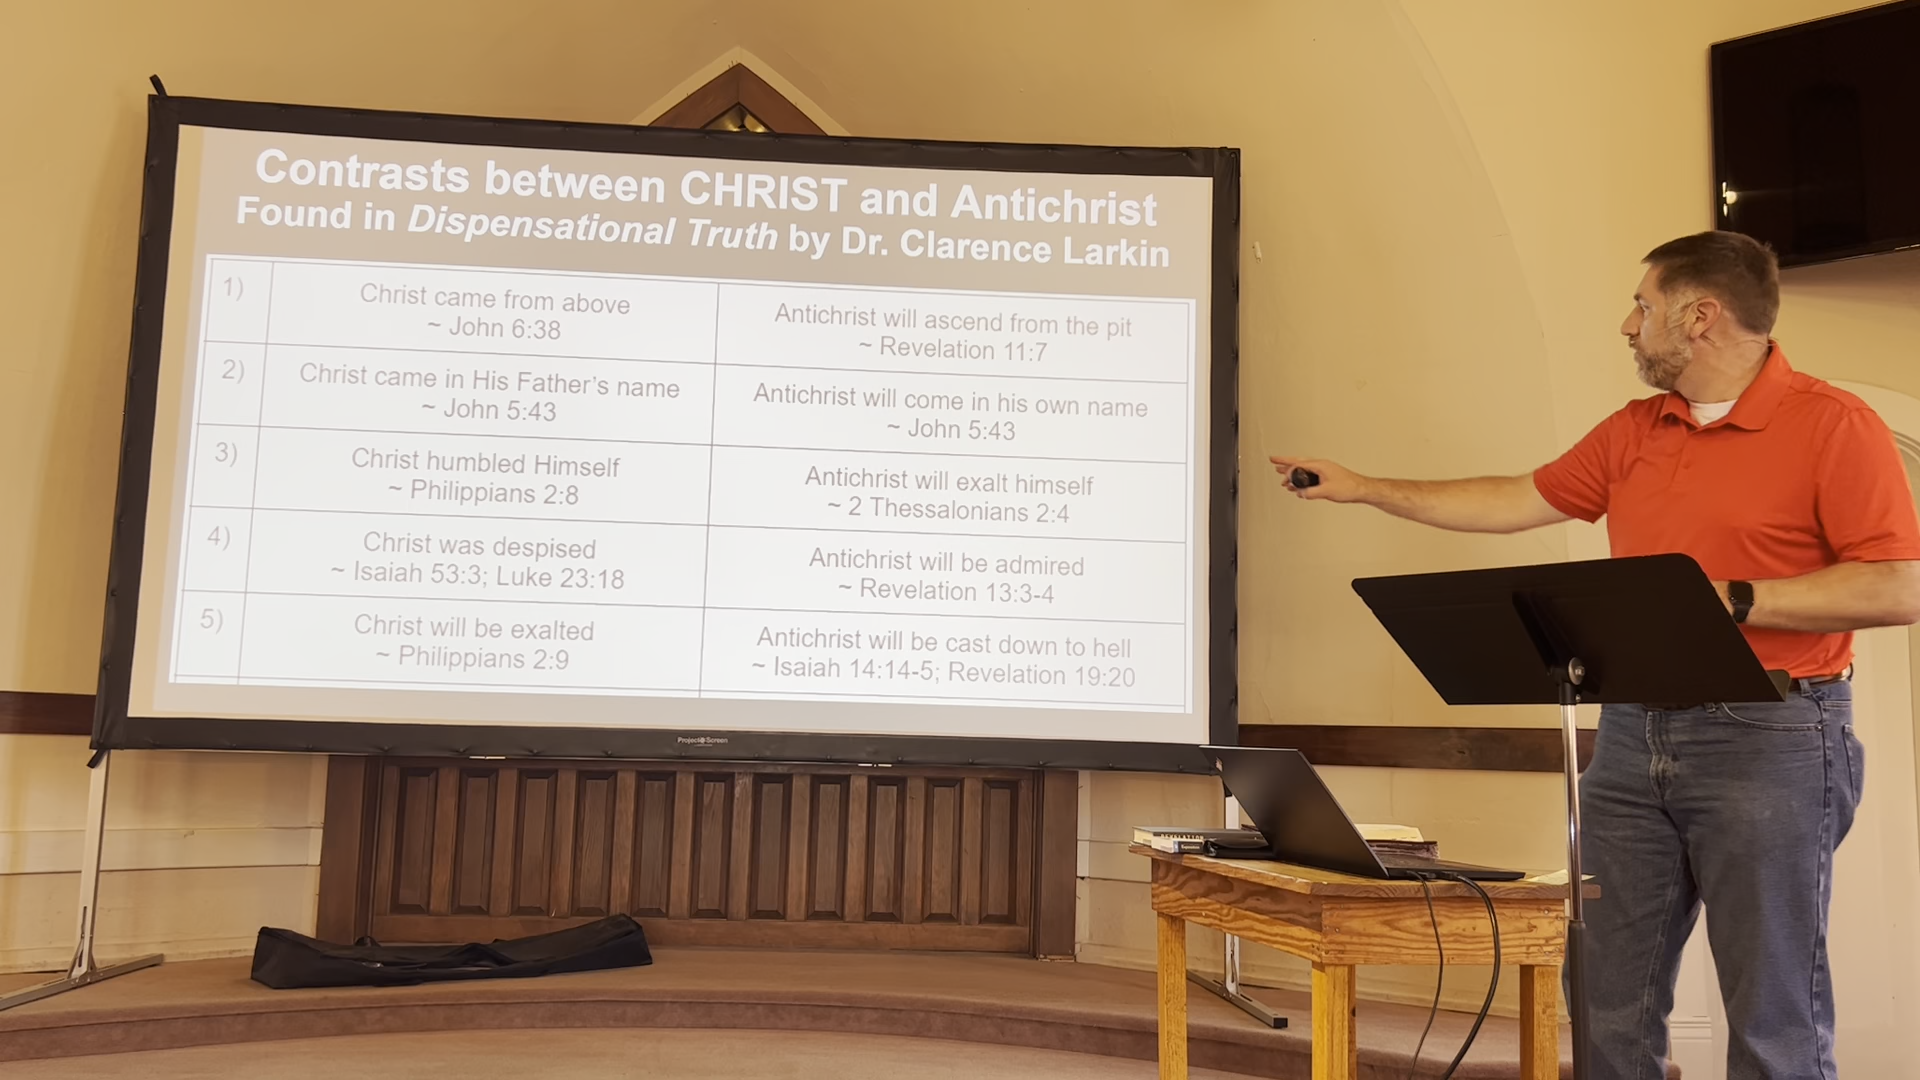 Contrasts between CHRIST and Antichrist
Found in Dispensational Truth by Dr. Clarence Larkin
1)
Christ came from above
~ John 6:38
Antichrist will ascend from the pit
~ Revelation 11:7
2)
Christ came in His Father's name
~ John 5:43
Antichrist will come in his own name
~ John 5:43
3)
Christ humbled Himself
~ Philippians 2:8
Antichrist will exalt himself
~ 2 Thessalonians 2:4
4)
Christ was despised
~ Isaiah 53:3; Luke 23:18
Antichrist will be admired
~ Revelation 13:3-4
5)
Christ will be exalted
~ Philippians 2:9
Antichrist will be cast down to hell
~ Isaiah 14:14-5; Revelation 19:20
Project Screen
REVELATION